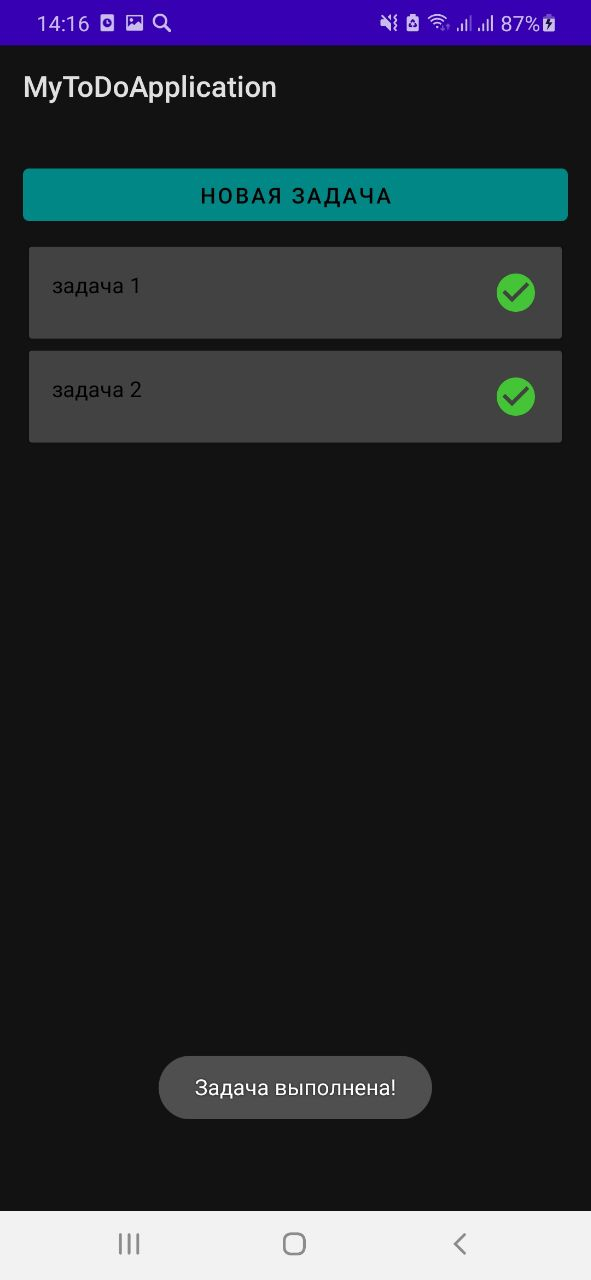 14:16
87%
MyToDoApplication
НОВАЯ ЗАДАЧА
задача 1
задача 2
Задача выполнена!